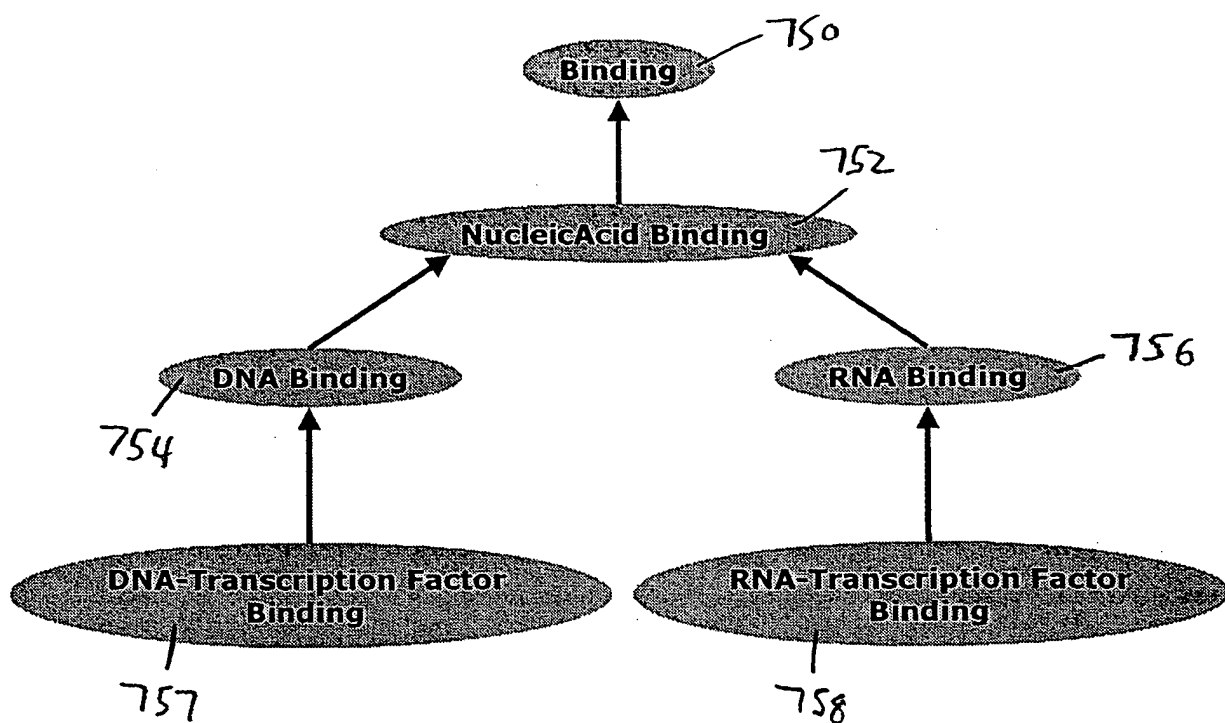 750
Binding
752
NucleicAcid Binding
DNA Binding
RNA Binding
756
754
DNA-Transcription Factor
Binding
RNA-Transcription Factor
Binding
757
758